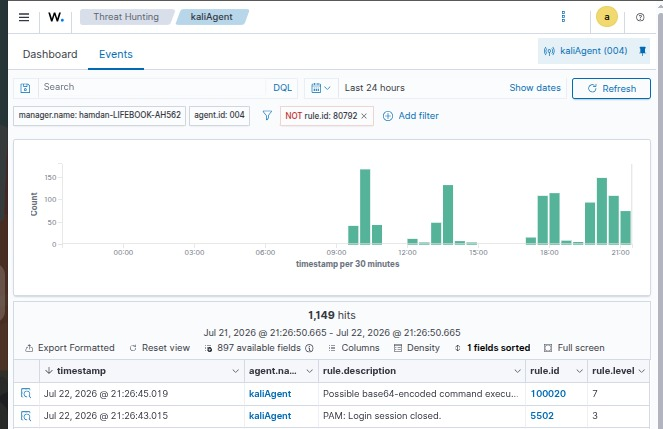 W. Threat Hunting kaliAgent a
Dashboard Events kaliAgent (004)
Search DQL Last 24 hours Show dates Refresh
manager.name: hamdan-LIFEBOOK-AH562 agent.id: 004 NOT rule.id: 80792 × Add filter
Count
150
100
50
0
00:00 03:00 06:00 09:00 12:00 15:00 18:00 21:00
timestamp per 30 minutes
1,149 hits
Jul 21, 2026 @ 21:26:50.665 - Jul 22, 2026 @ 21:26:50.665
Export Formatted Reset view 897 available fields Columns Density 1 fields sorted Full screen
timestamp agent.na... rule.description rule.id rule.level
Jul 22, 2026 @ 21:26:45.019 kaliAgent Possible base64-encoded command execu... 100020 7
Jul 22, 2026 @ 21:26:43.015 kaliAgent PAM: Login session closed. 5502 3